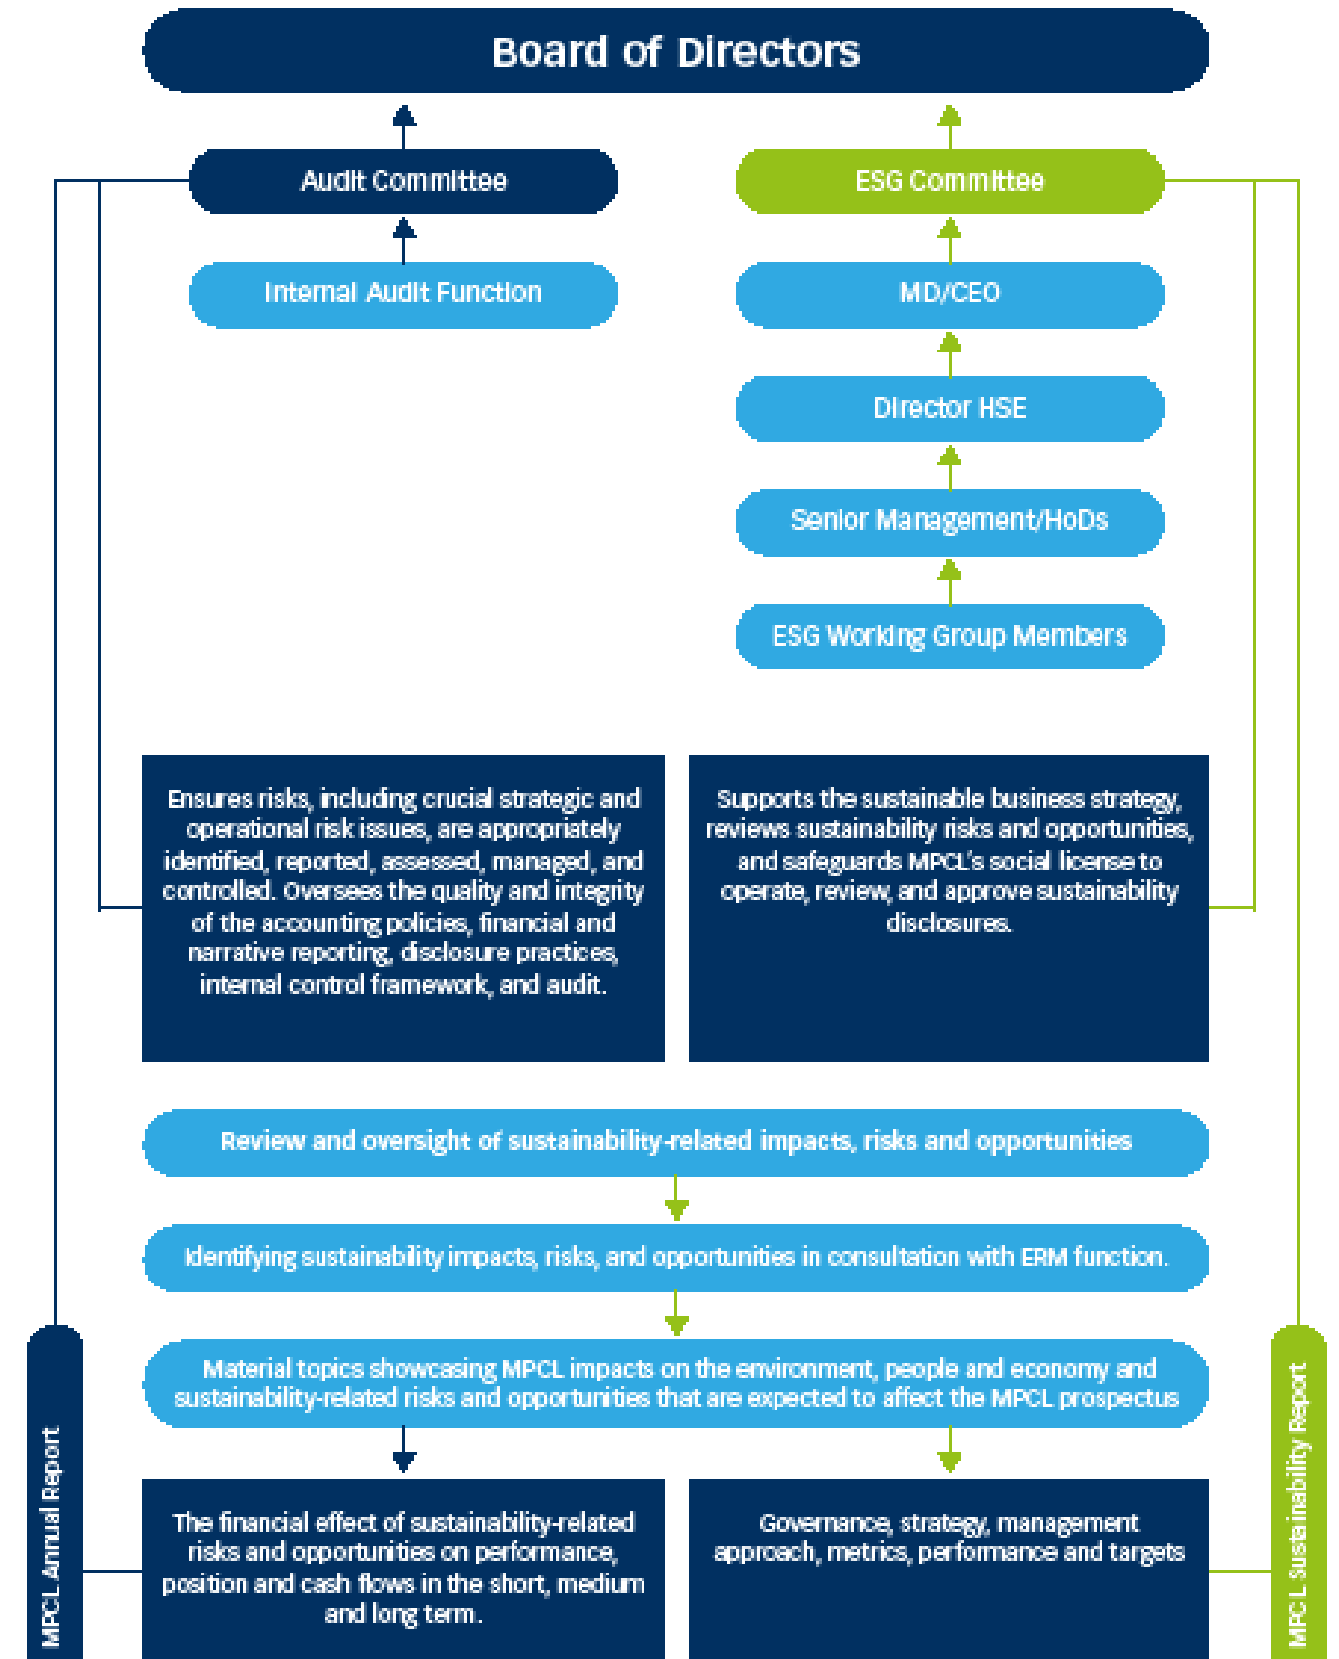 Board of Directors
Audit Committee
ESG Committee
Internal Audit Function
MD/CEO
Director HSE
Senior Management/HoDs
ESG Working Group Members
Ensures risks, including crucial strategic and
operational risk issues, are appropriately
identified, reported, assessed, managed, and
controlled. Oversees the quality and integrity
of the accounting policies, financial and
narrative reporting, disclosure practices,
internal control framework, and audit.
Supports the sustainable business strategy,
reviews sustainability risks and opportunities,
and safeguards MPCL's social license to
operate, review, and approve sustainability
disclosures.
Review and oversight of sustainability-related impacts, risks and opportunities
Identifying sustainability impacts, risks, and opportunities in consultation with ERM function.
Material topics showcasing MPCL impacts on the environment, people and economy and
sustainability-related risks and opportunities that are expected to affect the MPCL prospectus
The financial effect of sustainability-related
risks and opportunities on performance,
position and cash flows in the short, medium
and long term.
Governance, strategy, management
approach, metrics, performance and targets
MPCL Annual Report
MPCL Sustainability Report